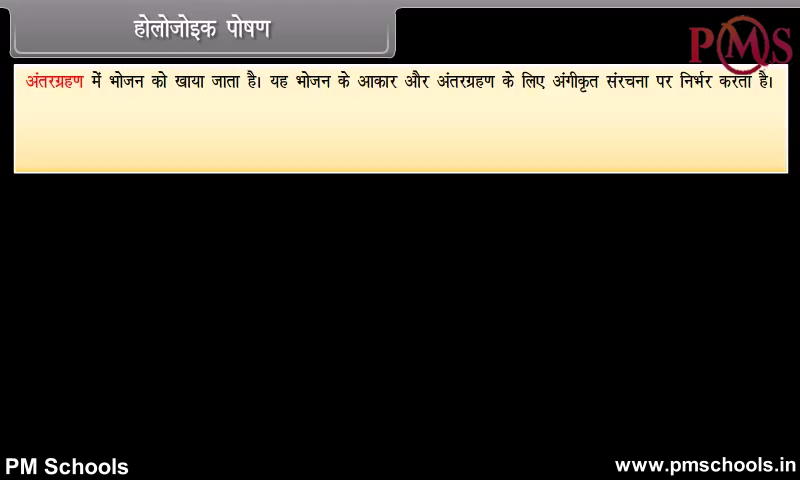 होलोजोइक पोषण
PMS
अंतरग्रहण में भोजन को खाया जाता है। यह भोजन के आकार और अंतरग्रहण के लिए अंगीकृत संरचना पर निर्भर करता है।
PM Schools
www.pmschools.in